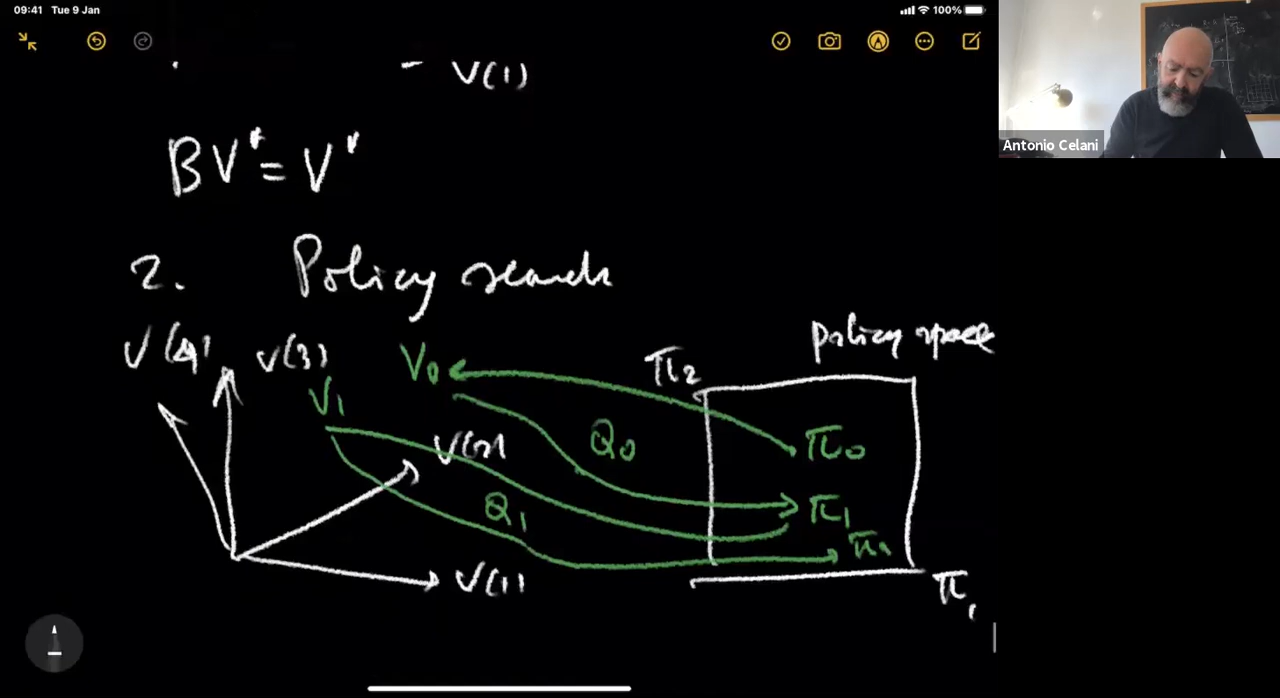 09:41 Tue 9 Jan
100%
Antonio Celani
V(1)
BV* = V*
2. Policy search
policy space
V(4) V(3) V0 π2
V1
V(2) Q0 π0
Q1 π1
V(1) π1